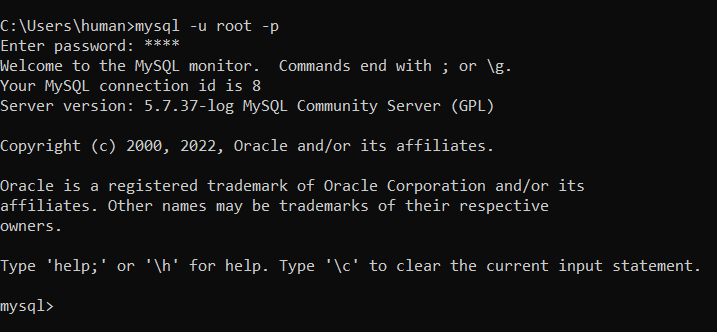 C:\Users\human>mysql -u root -p
Enter password: ****
Welcome to the MySQL monitor.  Commands end with ; or \g.
Your MySQL connection id is 8
Server version: 5.7.37-log MySQL Community Server (GPL)
Copyright (c) 2000, 2022, Oracle and/or its affiliates.
Oracle is a registered trademark of Oracle Corporation and/or its
affiliates. Other names may be trademarks of their respective
owners.
Type 'help;' or '\h' for help. Type '\c' to clear the current input statement.
mysql>